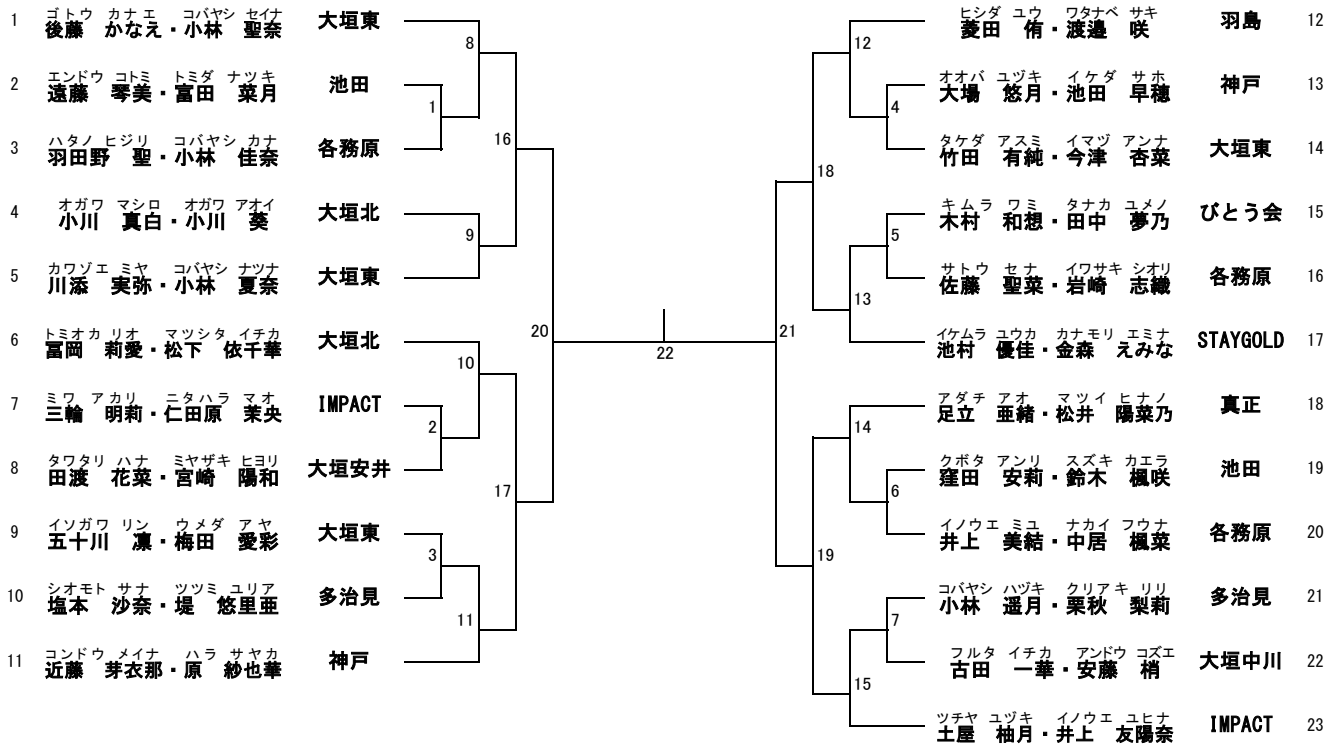 ゴトウ カナエ コバヤシ セイナ
1 後藤 かなえ・小林 聖奈 大垣東
エンドウ コトミ トミダ ナツキ
2 遠藤 琴美・富田 菜月 池田
ハタノ ヒジリ コバヤシ カナ
3 羽田野 聖・小林 佳奈 各務原
オガワ マシロ オガワ アオイ
4 小川 真白・小川 葵 大垣北
カワゾエ ミヤ コバヤシ ナツナ
5 川添 実弥・小林 夏奈 大垣東
トミオカ リオ マツシタ イチカ
6 冨岡 莉愛・松下 依千華 大垣北
ミワ アカリ ニタハラ マオ
7 三輪 明莉・仁田原 茉央 IMPACT
タワタリ ハナ ミヤザキ ヒヨリ
8 田渡 花菜・宮崎 陽和 大垣安井
イソガワ リン ウメダ アヤ
9 五十川 凛・梅田 愛彩 大垣東
シオモト サナ ツツミ ユリア
10 塩本 沙奈・堤 悠里亜 多治見
コンドウ メイナ ハラ サヤカ
11 近藤 芽衣那・原 紗也華 神戸
8
1
16
9
20
10
2
17
3
11
22
21
12
4
18
5
13
14
6
19
7
15
ヒシダ ユウ ワタナベ サキ
菱田 侑・渡邉 咲 羽島 12
オオバ ユヅキ イケダ サホ
大場 悠月・池田 早穂 神戸 13
タケダ アスミ イマヅ アンナ
竹田 有純・今津 杏菜 大垣東 14
キムラ ワミ タナカ ユメノ
木村 和想・田中 夢乃 びとう会 15
サトウ セナ イワサキ シオリ
佐藤 聖菜・岩崎 志織 各務原 16
イケムラ ユウカ カナモリ エミナ
池村 優佳・金森 えみな STAYGOLD 17
アダチ アオ マツイ ヒナノ
足立 亜緒・松井 陽菜乃 真正 18
クボタ アンリ スズキ カエラ
窪田 安莉・鈴木 楓咲 池田 19
イノウエ ミユ ナカイ フウナ
井上 美結・中居 楓菜 各務原 20
コバヤシ ハヅキ クリアキ リリ
小林 遥月・栗秋 梨莉 多治見 21
フルタ イチカ アンドウ コズエ
古田 一華・安藤 梢 大垣中川 22
ツチヤ ユヅキ イノウエ ユヒナ
土屋 柚月・井上 友陽奈 IMPACT 23